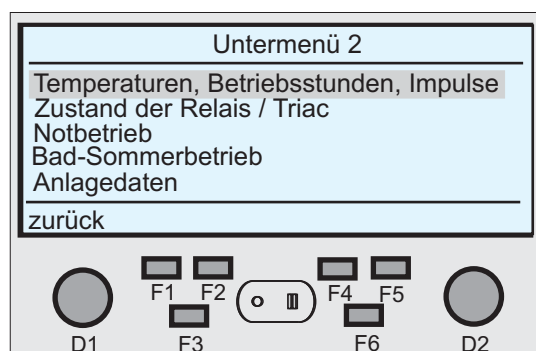 Untermenü 2
Temperaturen, Betriebsstunden, Impulse
Zustand der Relais / Triac
Notbetrieb
Bad-Sommerbetrieb
Anlagedaten
zurück
F1 F2 F4 F5
D1 F3 F6 D2